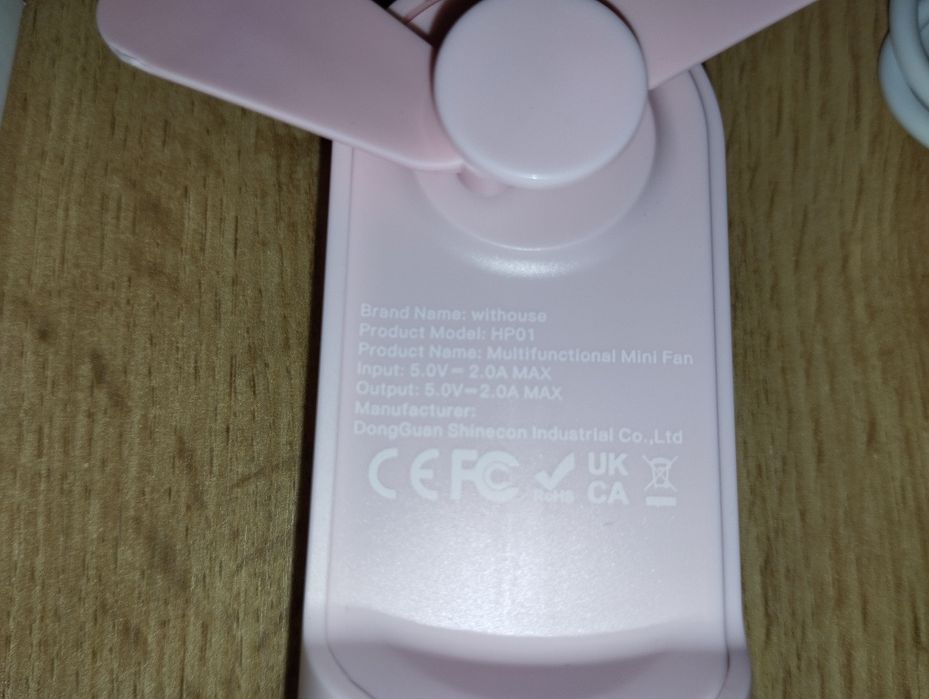 Brand Name: withouse
Product Model: HP01
Product Name: Multifunctional Mini Fan
Input: 5.0V⎓2.0A MAX
Output: 5.0V⎓2.0A MAX
Manufacturer:
DongGuan Shinecon Industrial Co.,Ltd
CE FC RoHS UK
CA